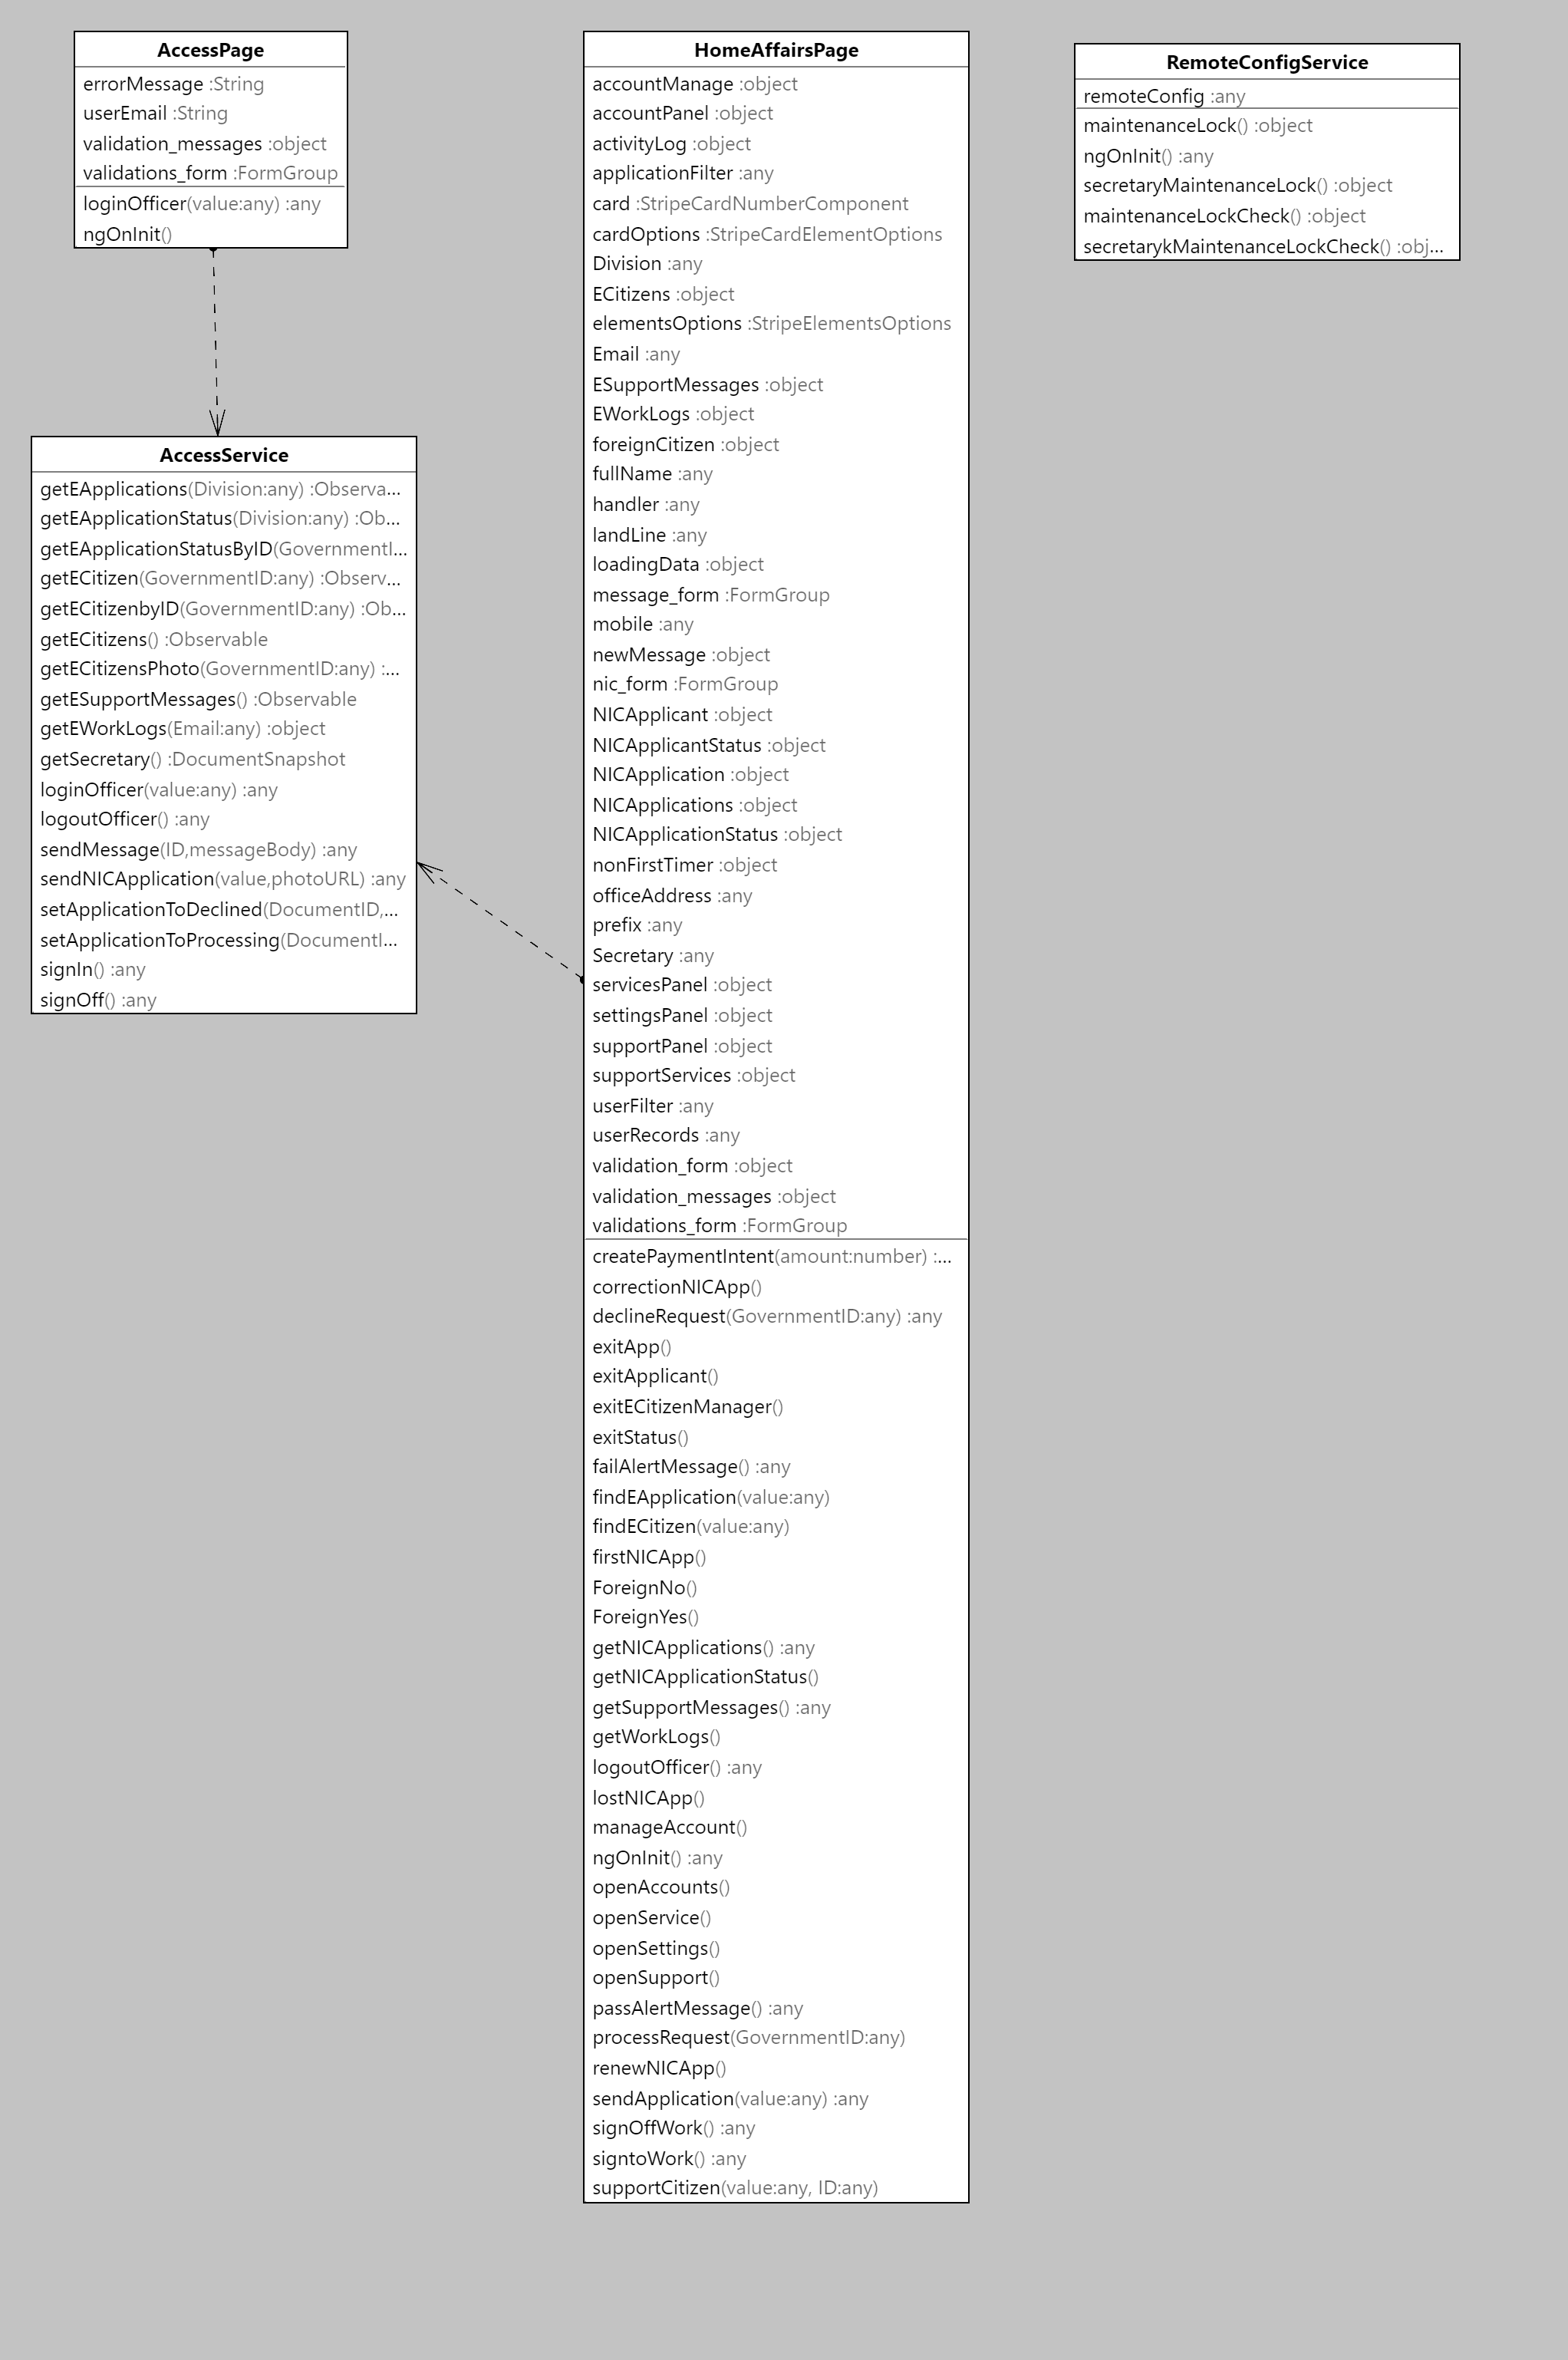 AccessPage
errorMessage :String
userEmail :String
validation_messages :object
validations_form :FormGroup
loginOfficer(value:any) :any
ngOnInit()
AccessService
getEApplications(Division:any) :Observa...
getEApplicationStatus(Division:any) :Ob...
getEApplicationStatusByID(GovernmentI...
getECitizen(GovernmentID:any) :Observ...
getECitizenbyID(GovernmentID:any) :Ob...
getECitizens() :Observable
getECitizensPhoto(GovernmentID:any) :...
getESupportMessages() :Observable
getEWorkLogs(Email:any) :object
getSecretary() :DocumentSnapshot
loginOfficer(value:any) :any
logoutOfficer() :any
sendMessage(ID,messageBody) :any
sendNICApplication(value,photoURL) :any
setApplicationToDeclined(DocumentID,...
setApplicationToProcessing(DocumentI...
signIn() :any
signOff() :any
HomeAffairsPage
accountManage :object
accountPanel :object
activityLog :object
applicationFilter :any
card :StripeCardNumberComponent
cardOptions :StripeCardElementOptions
Division :any
ECitizens :object
elementsOptions :StripeElementsOptions
Email :any
ESupportMessages :object
EWorkLogs :object
foreignCitizen :object
fullName :any
handler :any
landLine :any
loadingData :object
message_form :FormGroup
mobile :any
newMessage :object
nic_form :FormGroup
NICApplicant :object
NICApplicantStatus :object
NICApplication :object
NICApplications :object
NICApplicationStatus :object
nonFirstTimer :object
officeAddress :any
prefix :any
Secretary :any
servicesPanel :object
settingsPanel :object
supportPanel :object
supportServices :object
userFilter :any
userRecords :any
validation_form :object
validation_messages :object
validations_form :FormGroup
createPaymentIntent(amount:number) :...
correctionNICApp()
declineRequest(GovernmentID:any) :any
exitApp()
exitApplicant()
exitECitizenManager()
exitStatus()
failAlertMessage() :any
findEApplication(value:any)
findECitizen(value:any)
firstNICApp()
ForeignNo()
ForeignYes()
getNICApplications() :any
getNICApplicationStatus()
getSupportMessages() :any
getWorkLogs()
logoutOfficer() :any
lostNICApp()
manageAccount()
ngOnInit() :any
openAccounts()
openService()
openSettings()
openSupport()
passAlertMessage() :any
processRequest(GovernmentID:any)
renewNICApp()
sendApplication(value:any) :any
signOffWork() :any
signtoWork() :any
supportCitizen(value:any, ID:any)
RemoteConfigService
remoteConfig :any
maintenanceLock() :object
ngOnInit() :any
secretaryMaintenanceLock() :object
maintenanceLockCheck() :object
secretarykMaintenanceLockCheck() :obj...